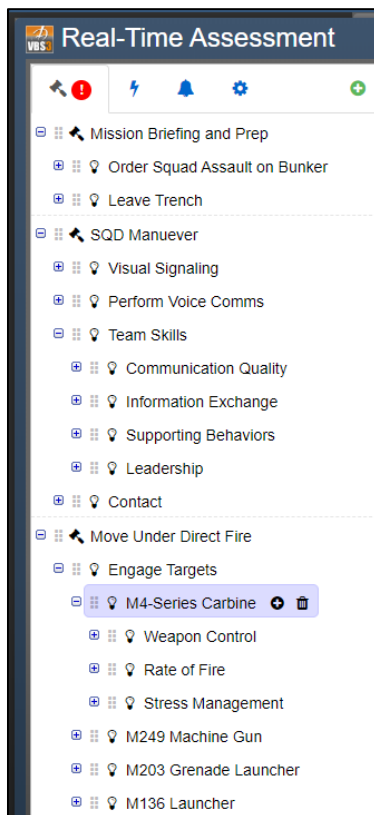 VBS3 Real-Time Assessment
Mission Briefing and Prep
Order Squad Assault on Bunker
Leave Trench
SQD Manuever
Visual Signaling
Perform Voice Comms
Team Skills
Communication Quality
Information Exchange
Supporting Behaviors
Leadership
Contact
Move Under Direct Fire
Engage Targets
M4-Series Carbine
Weapon Control
Rate of Fire
Stress Management
M249 Machine Gun
M203 Grenade Launcher
M136 Launcher